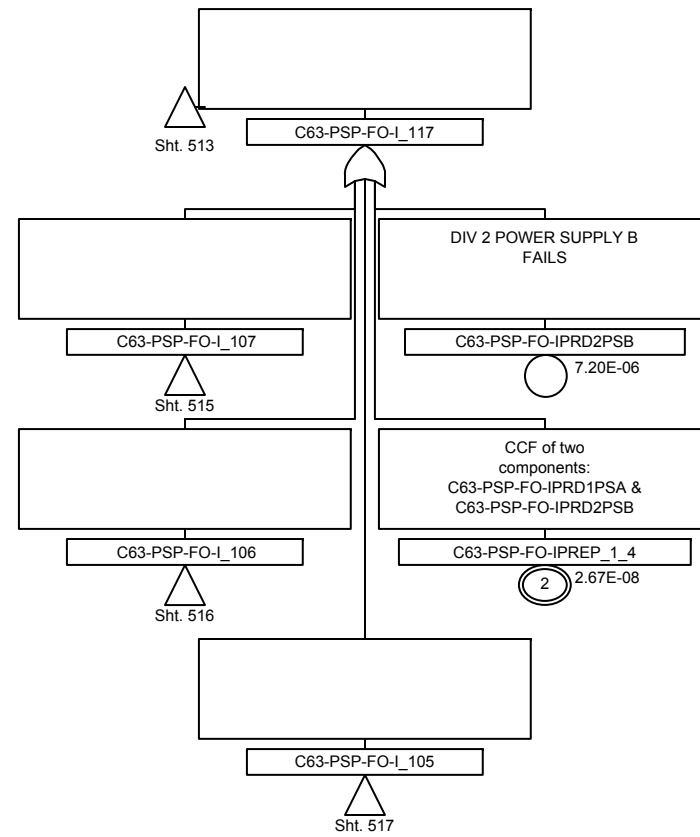 C63-PSP-FO-I_117
Sht. 513
C63-PSP-FO-I_107
Sht. 515
DIV 2 POWER SUPPLY B
FAILS
C63-PSP-FO-IPRD2PSB
7.20E-06
C63-PSP-FO-I_106
Sht. 516
CCF of two
components:
C63-PSP-FO-IPRD1PSA &
C63-PSP-FO-IPRD2PSB
C63-PSP-FO-IPREP_1_4
2
2.67E-08
C63-PSP-FO-I_105
Sht. 517